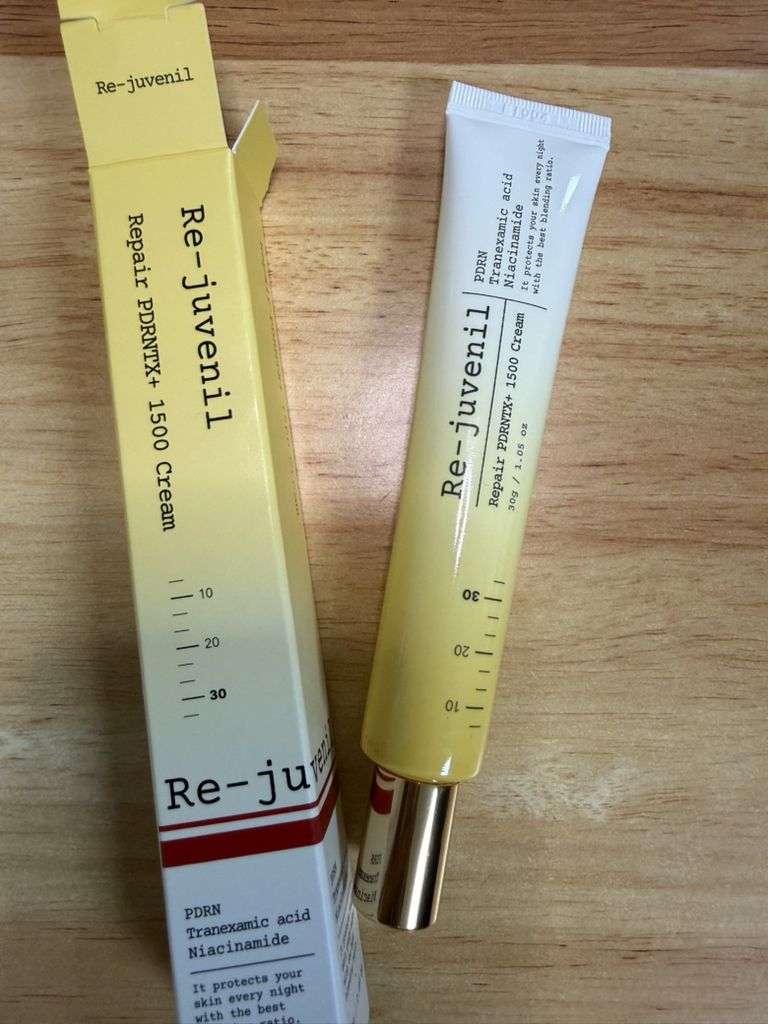 Re-juvenil
Re-juvenil
Repair PDRNTX+ 1500 Cream
10
20
30
Re-juvenil
PDRN
Tranexamic acid
Niacinamide
It protects your
skin every night
with the best
ratio.
PDRN
Tranexamic acid
Niacinamide
It protects your skin every night
with the best blending ratio.
Re-juvenil
Repair PDRNTX+ 1500 Cream
30g / 1.05 oz
30
20
10